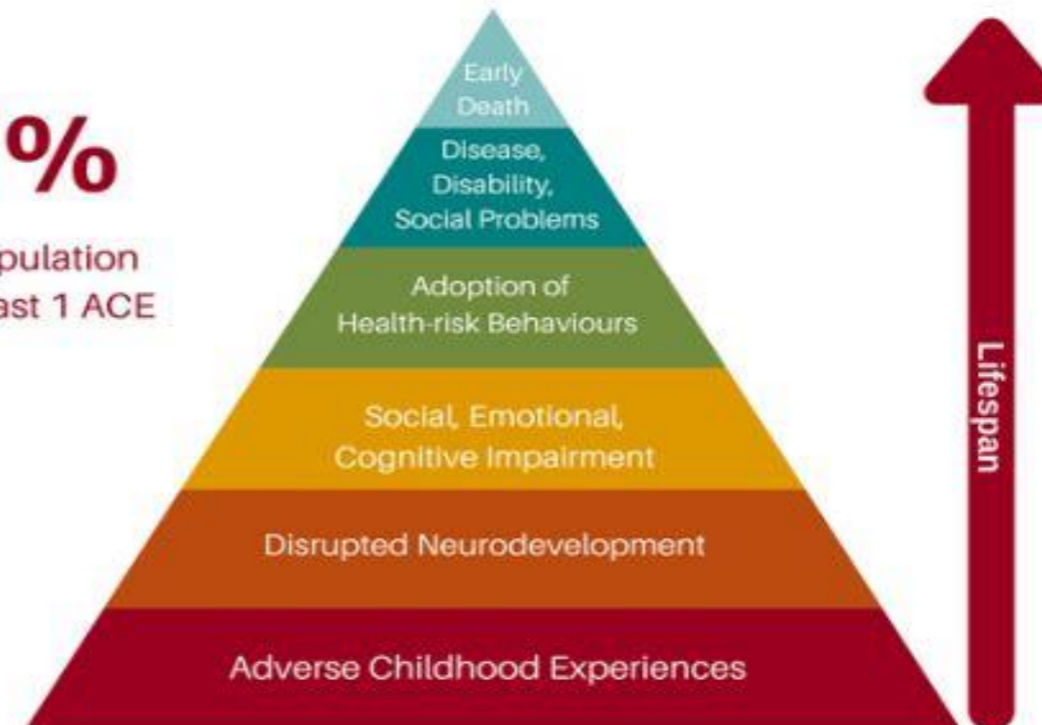 Early
Death
%
Disease,
Disability,
Social Problems
pulation
ast 1 ACE
Adoption of
Health-risk Behaviours
Lifespan
Social, Emotional,
Cognitive Impairment
Disrupted Neurodevelopment
Adverse Childhood Experiences